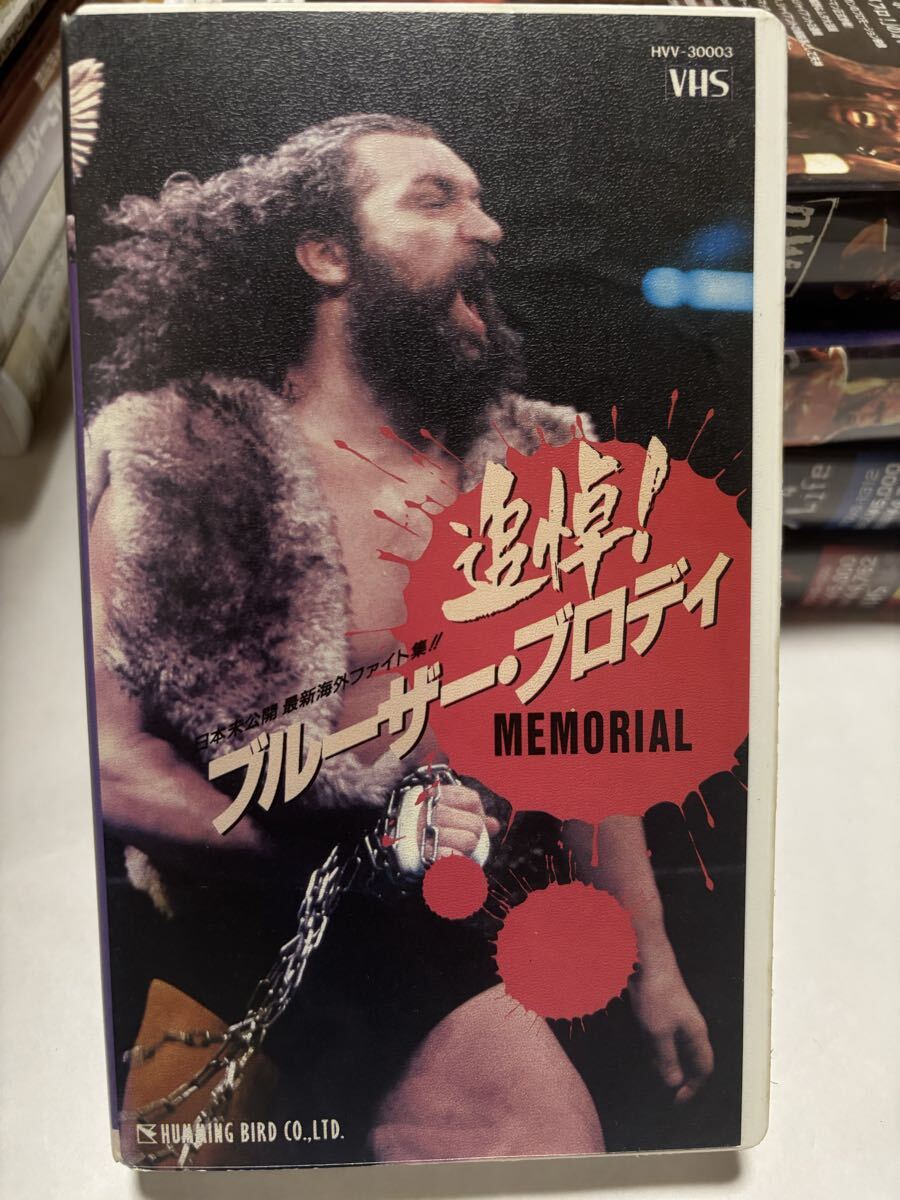 HVV-30003
VHS
追悼!
日本未公開 最新海外ファイト集!!
ブルーザー・ブロディ
MEMORIAL
HUMMING BIRD CO.,LTD.
Life